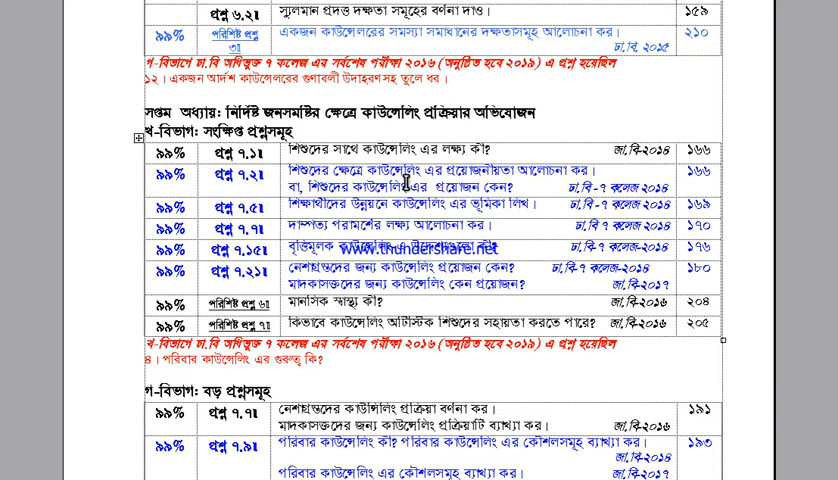 প্রশ্ন ৬.২। স্যুলমান প্রদত্ত দক্ষতা সমূহের বর্ণনা দাও। ১৫৯
৯৯% পরিশিষ্ট প্রশ্ন ৩। একজন কাউন্সেলরের সমস্যা সমাধানের দক্ষতাসমূহ আলোচনা কর। ২১০
ঢা.বি. ২০১৫
গ-বিভাগে ঢা.বি অধিভুক্ত ৭ কলেজ এর সর্বশেষ পরীক্ষা ২০১৬ (অনুষ্ঠিত হবে ২০১৯) এ প্রশ্ন হয়েছিল
১২। একজন আর্দশ কাউন্সেলরের গুণাবলী উদাহরণসহ তুলে ধর।
সপ্তম অধ্যায়: নির্দিষ্ট জনসমষ্টির ক্ষেত্রে কাউন্সেলিং প্রক্রিয়ার অভিযোজন
খ-বিভাগ: সংক্ষিপ্ত প্রশ্নসমূহ
৯৯% প্রশ্ন ৭.১। শিশুদের সাথে কাউন্সেলিং এর লক্ষ্য কী? জা.বি-২০১৪ ১৬৬
৯৯% প্রশ্ন ৭.২। শিশুদের ক্ষেত্রে কাউন্সেলিং এর প্রয়োজনীয়তা আলোচনা কর। ১৬৬
বা, শিশুদের কাউন্সেলিং এর প্রয়োজন কেন? ঢা.বি-৭ কলেজ ২০১৪
৯৯% প্রশ্ন ৭.৫। শিক্ষার্থীদের উন্নয়নে কাউন্সেলিং এর ভূমিকা লিখ। ঢা.বি-৭ কলেজ ২০১৪ ১৬৯
৯৯% প্রশ্ন ৭.৭। দাম্পত্য পরামর্শের লক্ষ্য আলোচনা কর। ৭ কলেজ ২০১৪ ১৭০
৯৯% প্রশ্ন ৭.১৫। বৃত্তিমূলক কাউন্সেলিং এ উদ্দেশ্যগুলো কী? ঢা.বি-৭ কলেজ-২০১৪ ১৭৬
www.thundershare.net
৯৯% প্রশ্ন ৭.২১। নেশাগ্রস্তদের জন্য কাউন্সেলিং প্রয়োজন কেন? ঢা.বি-৭ কলেজ-২০১৪ ১৮০
মাদকাসক্তদের জন্য কাউন্সেলিং কেন প্রয়োজন? জা.বি-২০১৭
৯৯% পরিশিষ্ট প্রশ্ন ৬। মানসিক স্বাস্থ্য কী? জা.বি-২০১৬ ২০৪
৯৯% পরিশিষ্ট প্রশ্ন ৭। কিভাবে কাউন্সেলিং অটিস্টিক শিশুদের সহায়তা করতে পারে? জা.বি-২০১৬ ২০৫
খ-বিভাগে ঢা.বি অধিভুক্ত ৭ কলেজ এর সর্বশেষ পরীক্ষা ২০১৬ (অনুষ্ঠিত হবে ২০১৯) এ প্রশ্ন হয়েছিল
৪। পরিবার কাউন্সেলিং এর গুরুত্ব কি?
গ-বিভাগ: বড় প্রশ্নসমূহ
৯৯% প্রশ্ন ৭.৭। নেশাগ্রস্তদের কাউন্সিলিং প্রক্রিয়া বর্ণনা কর। ১৯১
মাদকাসক্তদের জন্য কাউন্সেলিং প্রক্রিয়াটি ব্যাখ্যা কর। জা.বি-২০১৬
৯৯% প্রশ্ন ৭.৯। পরিবার কাউন্সেলিং কী? পরিবার কাউন্সেলিং এর কৌশলসমূহ ব্যাখ্যা কর। ১৯৩
জা.বি-২০১৪
পরিবার কাউন্সেলিং এর কৌশলসমূহ ব্যাখ্যা কর। জা.বি-২০১৭